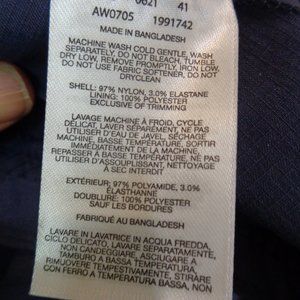 0621 41
AW0705 1991742
MADE IN BANGLADESH
MACHINE WASH COLD GENTLE, WASH
SEPARATELY, DO NOT BLEACH, TUMBLE
DRY LOW, REMOVE PROMPTLY, IRON LOW
DO NOT USE FABRIC SOFTENER, DO NOT
DRYCLEAN
SHELL: 97% NYLON, 3.0% ELASTANE
LINING: 100% POLYESTER
EXCLUSIVE OF TRIMMING
LAVAGE MACHINE À FROID, CYCLE
DÉLICAT, LAVER SÉPARÉMENT, NE PAS
UTILISER D'EAU DE JAVEL, SÉCHAGE
MACHINE BASSE TEMPÉRATURE, SORTIR
IMMÉDIATEMENT DE LA MACHINE,
REPASSER À BASSE TEMPÉRATURE, NE PAS
UTILISER D'ASSOUPLISSANT, NETTOYAGE
À SEC INTERDIT
EXTÉRIEUR: 97% POLYAMIDE, 3.0%
ÉLASTHANNE
DOUBLURE: 100% POLYESTER
SAUF LES BORDURES
FABRIQUÉ AU BANGLADESH
LAVARE IN LAVATRICE IN ACQUA FREDDA,
CICLO DELICATO, LAVARE SEPARATAMENTE,
NON CANDEGGIARE, ASCIUGARE A
TAMBURO A BASSA TEMPERATURA,
RIMUOVERE TEMPESTIVAMENTE, STIRARE
CON FERRO A TEMPERATURA BASSA, NON